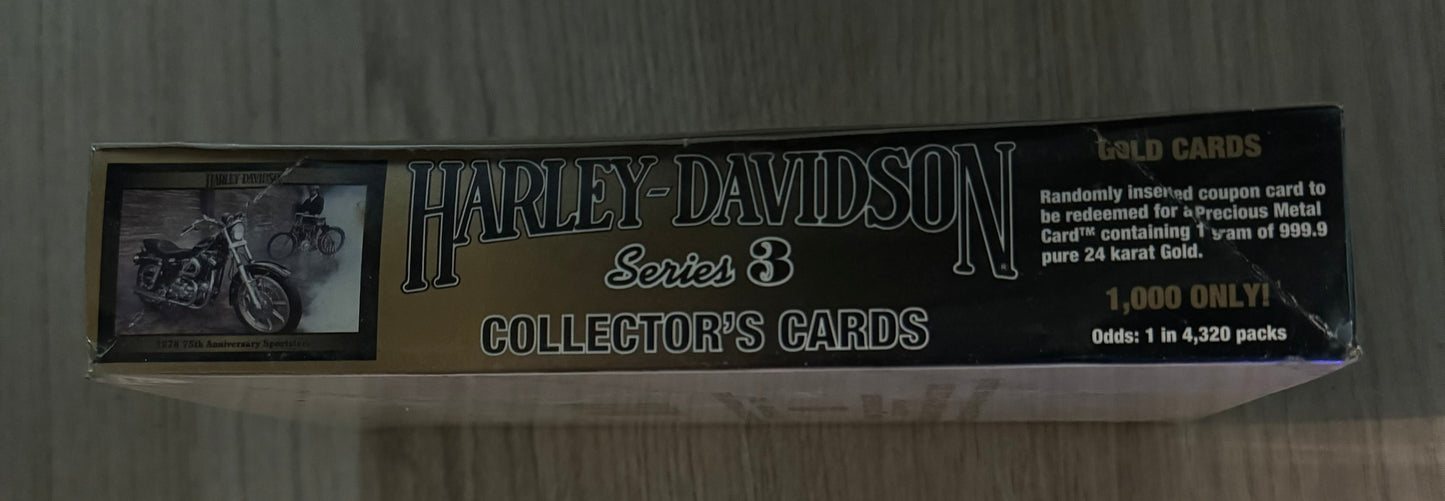 HARLEY-DAVIDSON
1978 75th Anniversary Sportster
HARLEY-DAVIDSON
®
Series 3
COLLECTOR'S CARDS
GOLD CARDS
Randomly inserted coupon card to
be redeemed for a Precious Metal
Card™ containing 1 gram of 999.9
pure 24 karat Gold.
1,000 ONLY!
Odds: 1 in 4,320 packs